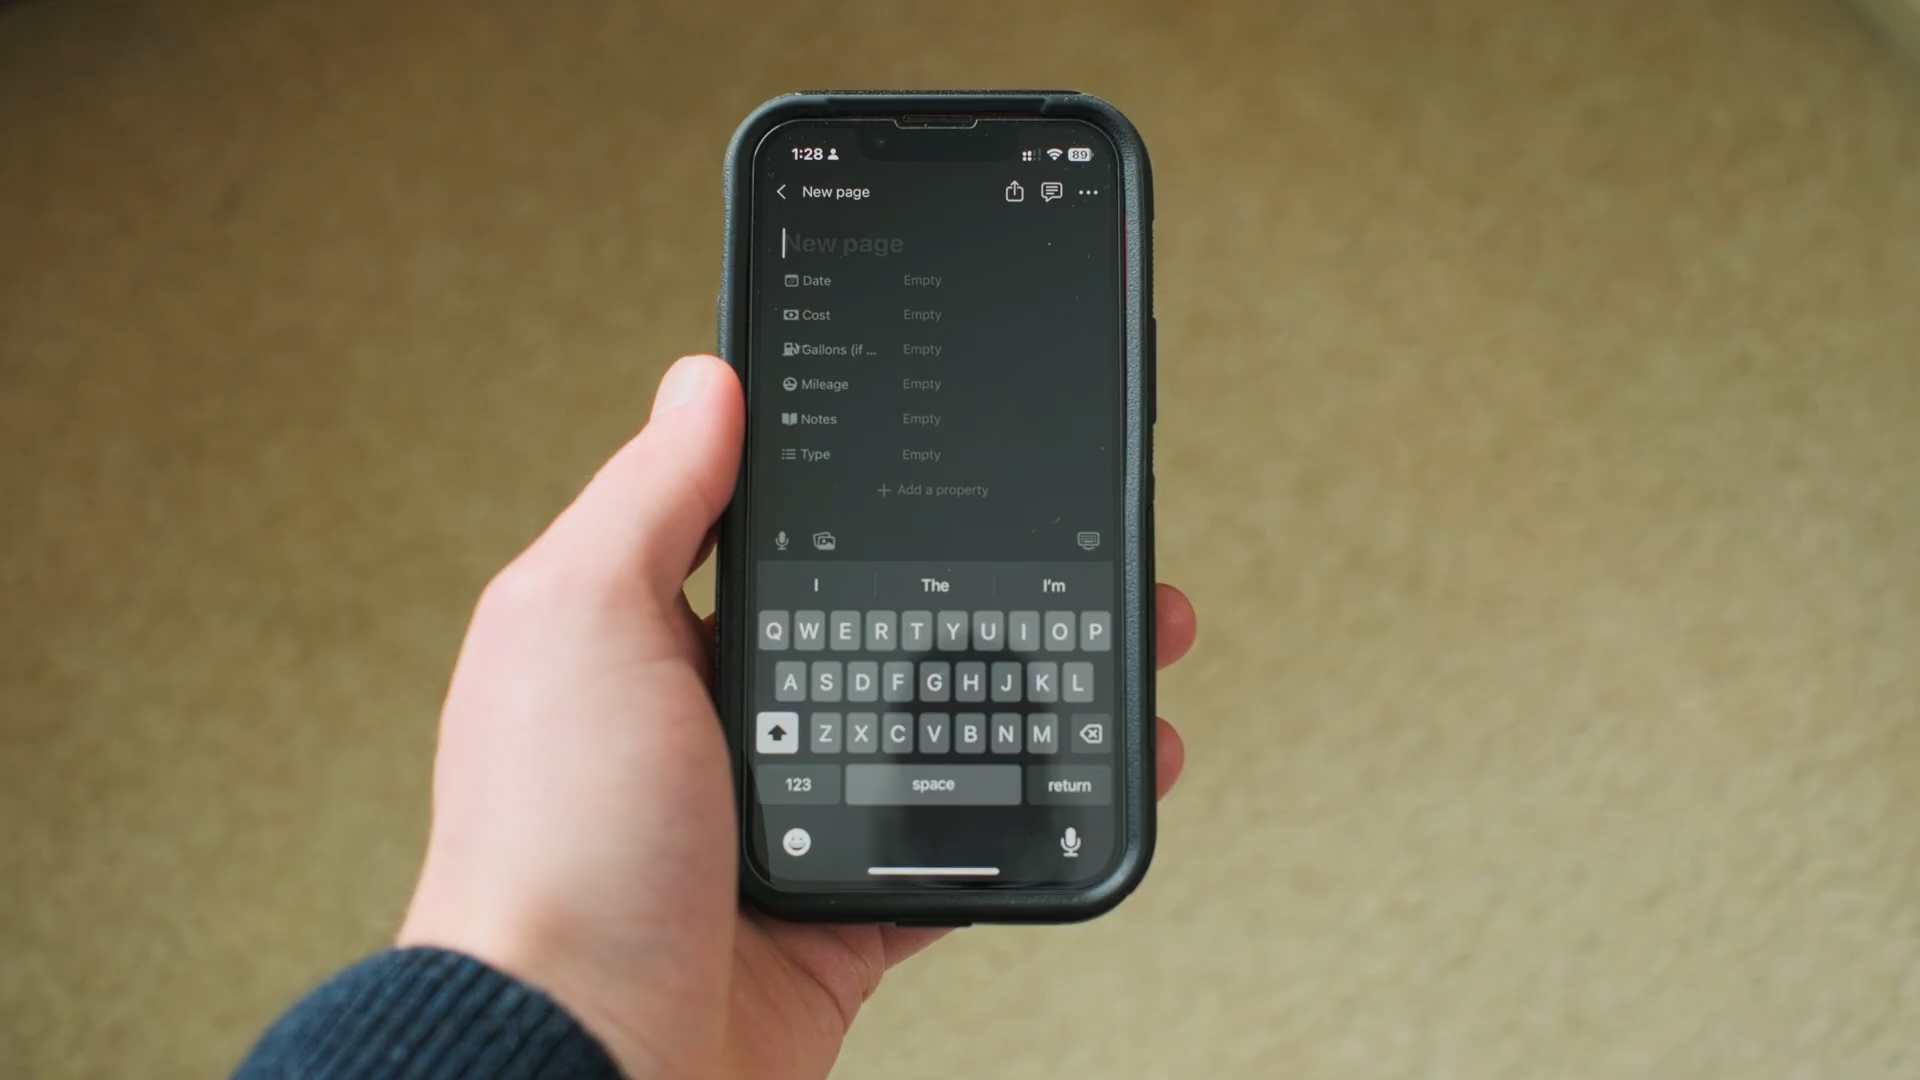 1:28 89
New page
New page
Date Empty
Cost Empty
Gallons (if ... Empty
Mileage Empty
Notes Empty
Type Empty
+ Add a property
I The I'm
Q W E R T Y U I O P
A S D F G H J K L
Z X C V B N M
123 space return